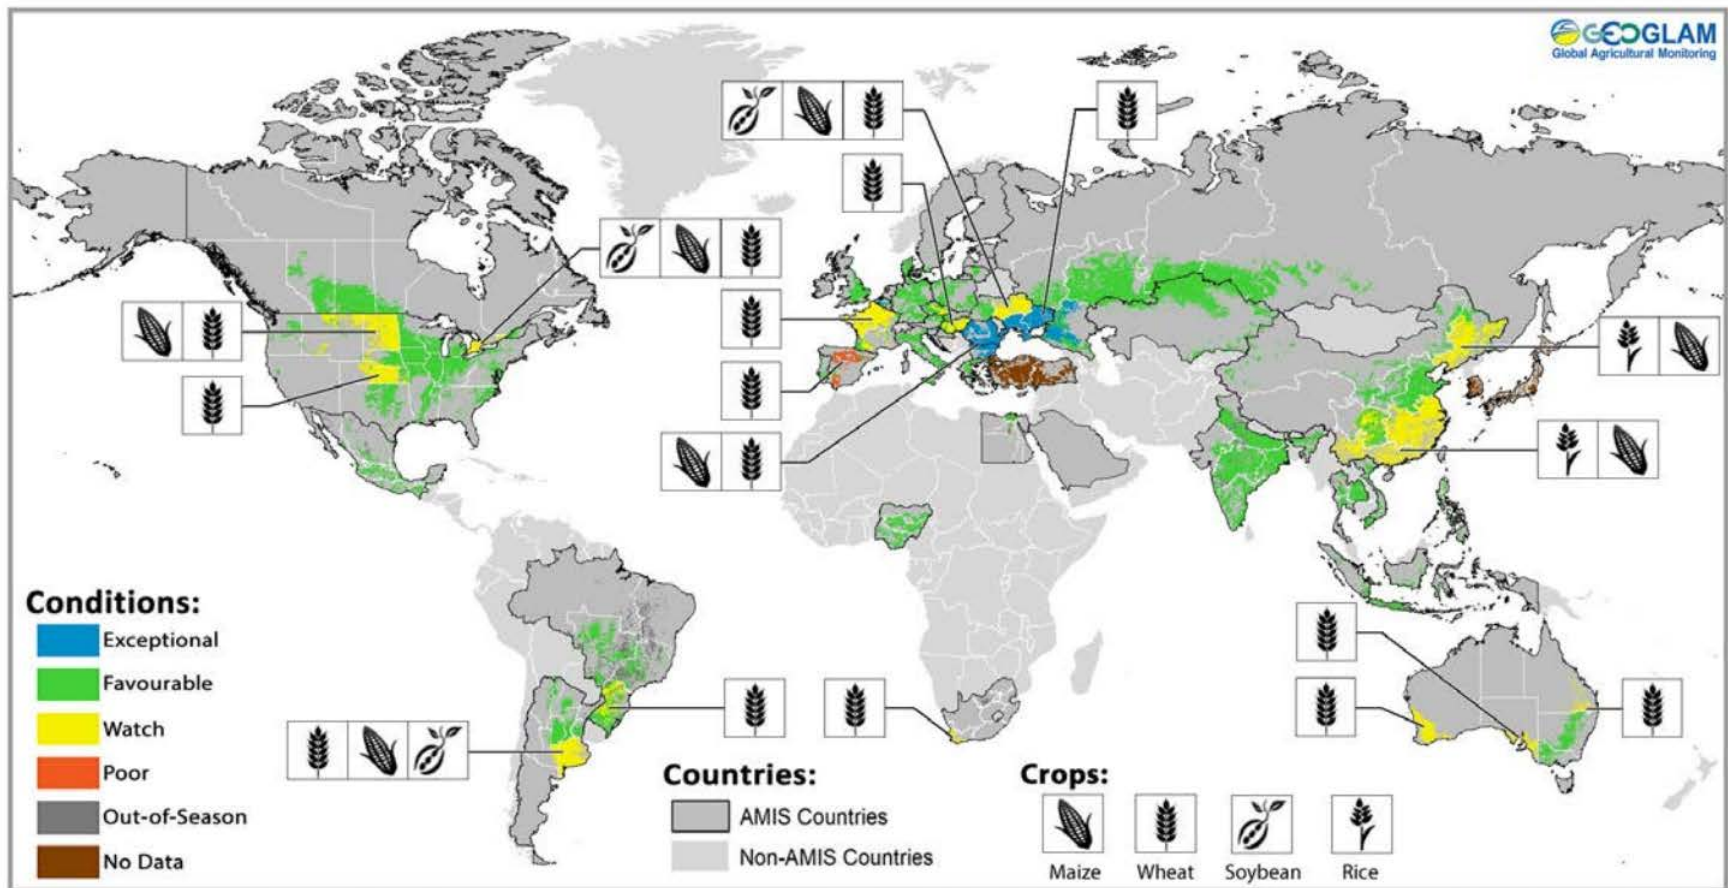 GEOGLAM
Global Agricultural Monitoring
Conditions:
Exceptional
Favourable
Watch
Poor
Out-of-Season
No Data
Countries:
AMIS Countries
Non-AMIS Countries
Crops:
Maize
Wheat
Soybean
Rice